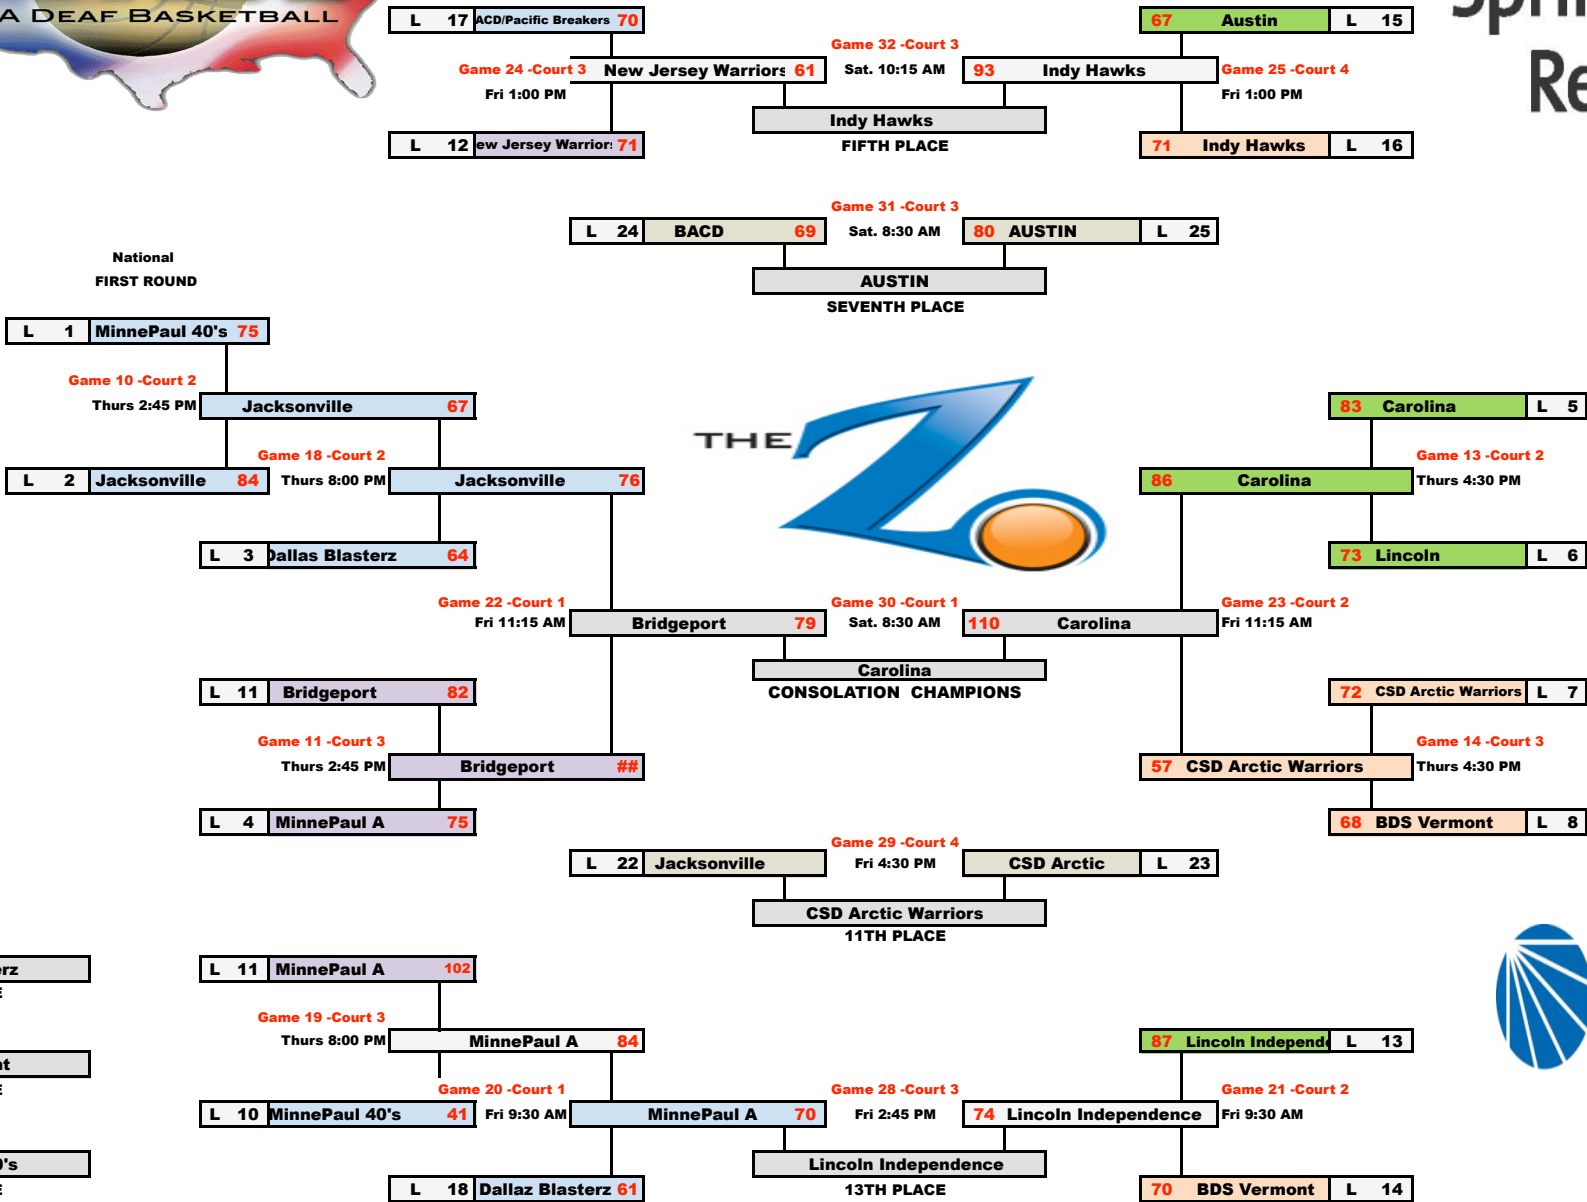 A DEAF BASKETBALL
L 17 ACD/Pacific Breakers 70
67 Austin L 15
Game 32 -Court 3
Game 24 -Court 3 New Jersey Warriors 61 Sat. 10:15 AM 93 Indy Hawks Game 25 -Court 4
Fri 1:00 PM Fri 1:00 PM
Indy Hawks
L 12 ew Jersey Warriors 71 FIFTH PLACE 71 Indy Hawks L 16
Game 31 -Court 3
L 24 BACD 69 Sat. 8:30 AM 80 AUSTIN L 25
National
FIRST ROUND
AUSTIN
SEVENTH PLACE
L 1 MinnePaul 40's 75
Game 10 -Court 2
Thurs 2:45 PM Jacksonville 67
83 Carolina L 5
THE
Game 18 -Court 2 Game 13 -Court 2
L 2 Jacksonville 84 Thurs 8:00 PM Jacksonville 76 86 Carolina Thurs 4:30 PM
L 3 Dallas Blasterz 64 73 Lincoln L 6
Game 22 -Court 1 Game 30 -Court 1 Game 23 -Court 2
Fri 11:15 AM Bridgeport 79 Sat. 8:30 AM 110 Carolina Fri 11:15 AM
Carolina
CONSOLATION CHAMPIONS
L 11 Bridgeport 82 72 CSD Arctic Warriors L 7
Game 11 -Court 3 Game 14 -Court 3
Thurs 2:45 PM Bridgeport ## 57 CSD Arctic Warriors Thurs 4:30 PM
L 4 MinnePaul A 75 68 BDS Vermont L 8
Game 29 -Court 4
L 22 Jacksonville Fri 4:30 PM CSD Arctic L 23
CSD Arctic Warriors
11TH PLACE
erz L 11 MinnePaul A 102
Game 19 -Court 3
Thurs 8:00 PM MinnePaul A 84 87 Lincoln Independe L 13
Game 20 -Court 1 Game 28 -Court 3 Game 21 -Court 2
L 10 MinnePaul 40's 41 Fri 9:30 AM MinnePaul A 70 Fri 2:45 PM 74 Lincoln Independence Fri 9:30 AM
Lincoln Independence
L 18 Dallaz Blasterz 61 13TH PLACE 70 BDS Vermont L 14